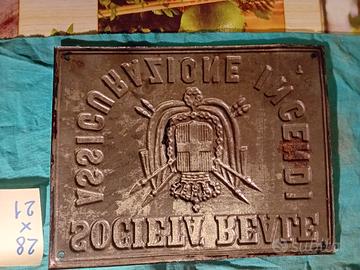 ASSICURAZIONE INCENDI
SOCIETA REALE
28
x
21